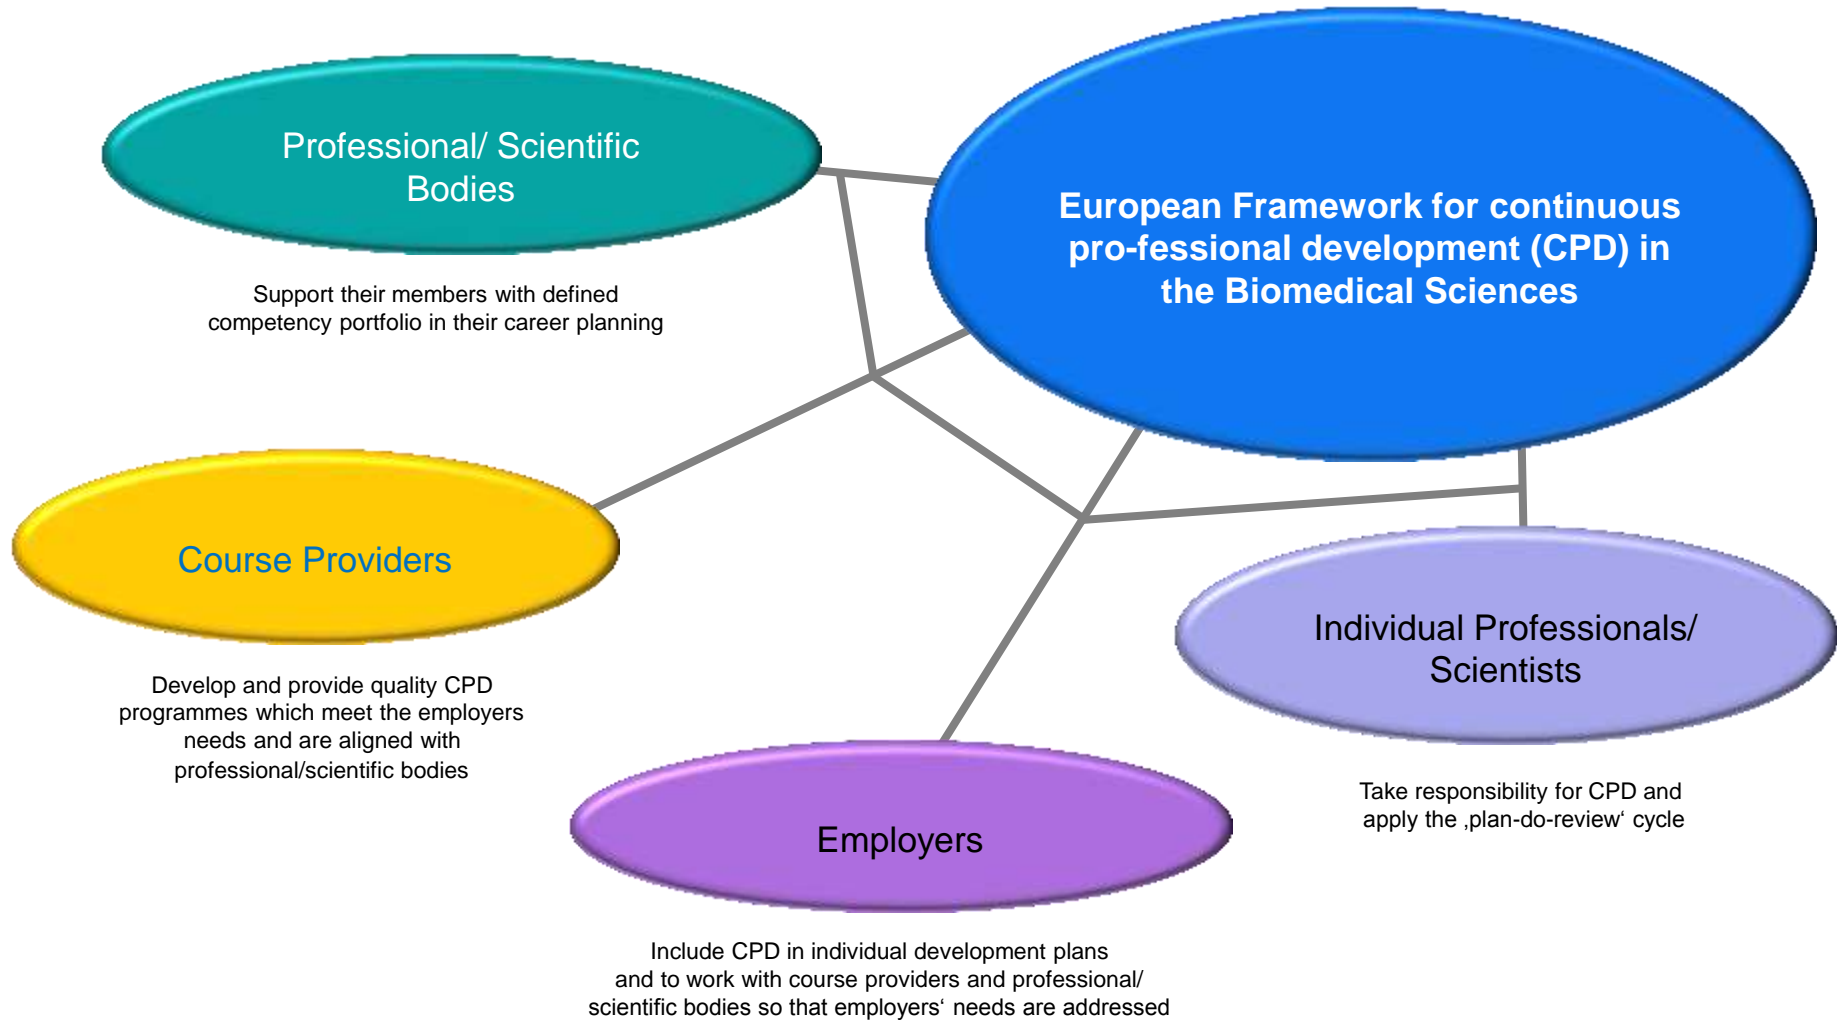 Professional/ Scientific
Bodies
Support their members with defined
competency portfolio in their career planning
European Framework for continuous
pro-fessional development (CPD) in
the Biomedical Sciences
Course Providers
Develop and provide quality CPD
programmes which meet the employers
needs and are aligned with
professional/scientific bodies
Individual Professionals/
Scientists
Take responsibility for CPD and
apply the ‚plan-do-review‘ cycle
Employers
Include CPD in individual development plans
and to work with course providers and professional/
scientific bodies so that employers‘ needs are addressed